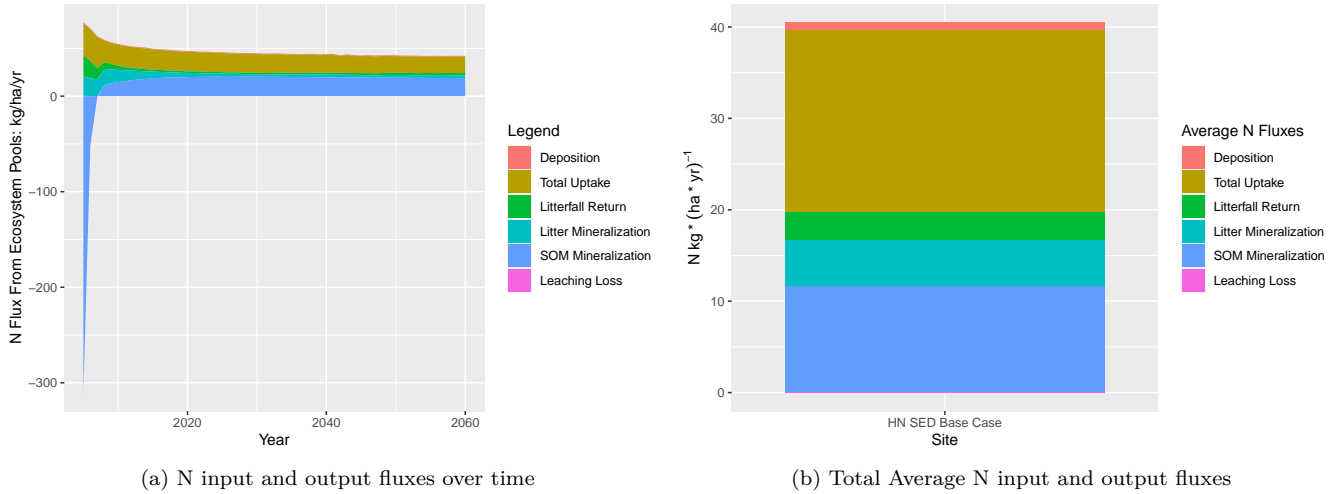 N Flux From Ecosystem Pools: kg/ha/yr
0
−100
−200
−300
2020
2040
2060
Year
Legend
Deposition
Total Uptake
Litterfall Return
Litter Mineralization
SOM Mineralization
Leaching Loss
(a) N input and output fluxes over time
N kg * (ha * yr)⁻¹
40
30
20
10
0
HN SED Base Case
Site
Average N Fluxes
Deposition
Total Uptake
Litterfall Return
Litter Mineralization
SOM Mineralization
Leaching Loss
(b) Total Average N input and output fluxes